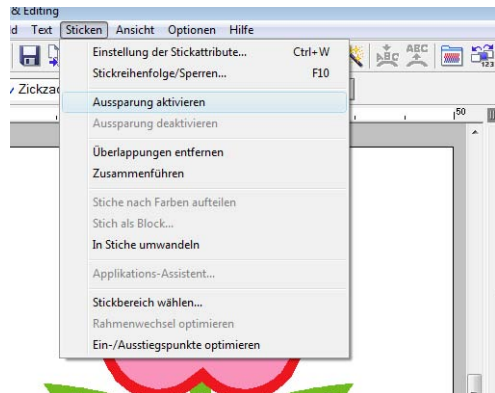 & Editing
d Text Sticken Ansicht Optionen Hilfe
Einstellung der Stickattribute... Ctrl+W
Stickreihenfolge/Sperren... F10
ABC ABC
123
Zickza
Aussparung aktivieren
Aussparung deaktivieren
50
Überlappungen entfernen
Zusammenführen
Stiche nach Farben aufteilen
Stich als Block...
In Stiche umwandeln
Applikations-Assistent...
Stickbereich wählen...
Rahmenwechsel optimieren
Ein-/Ausstiegspunkte optimieren